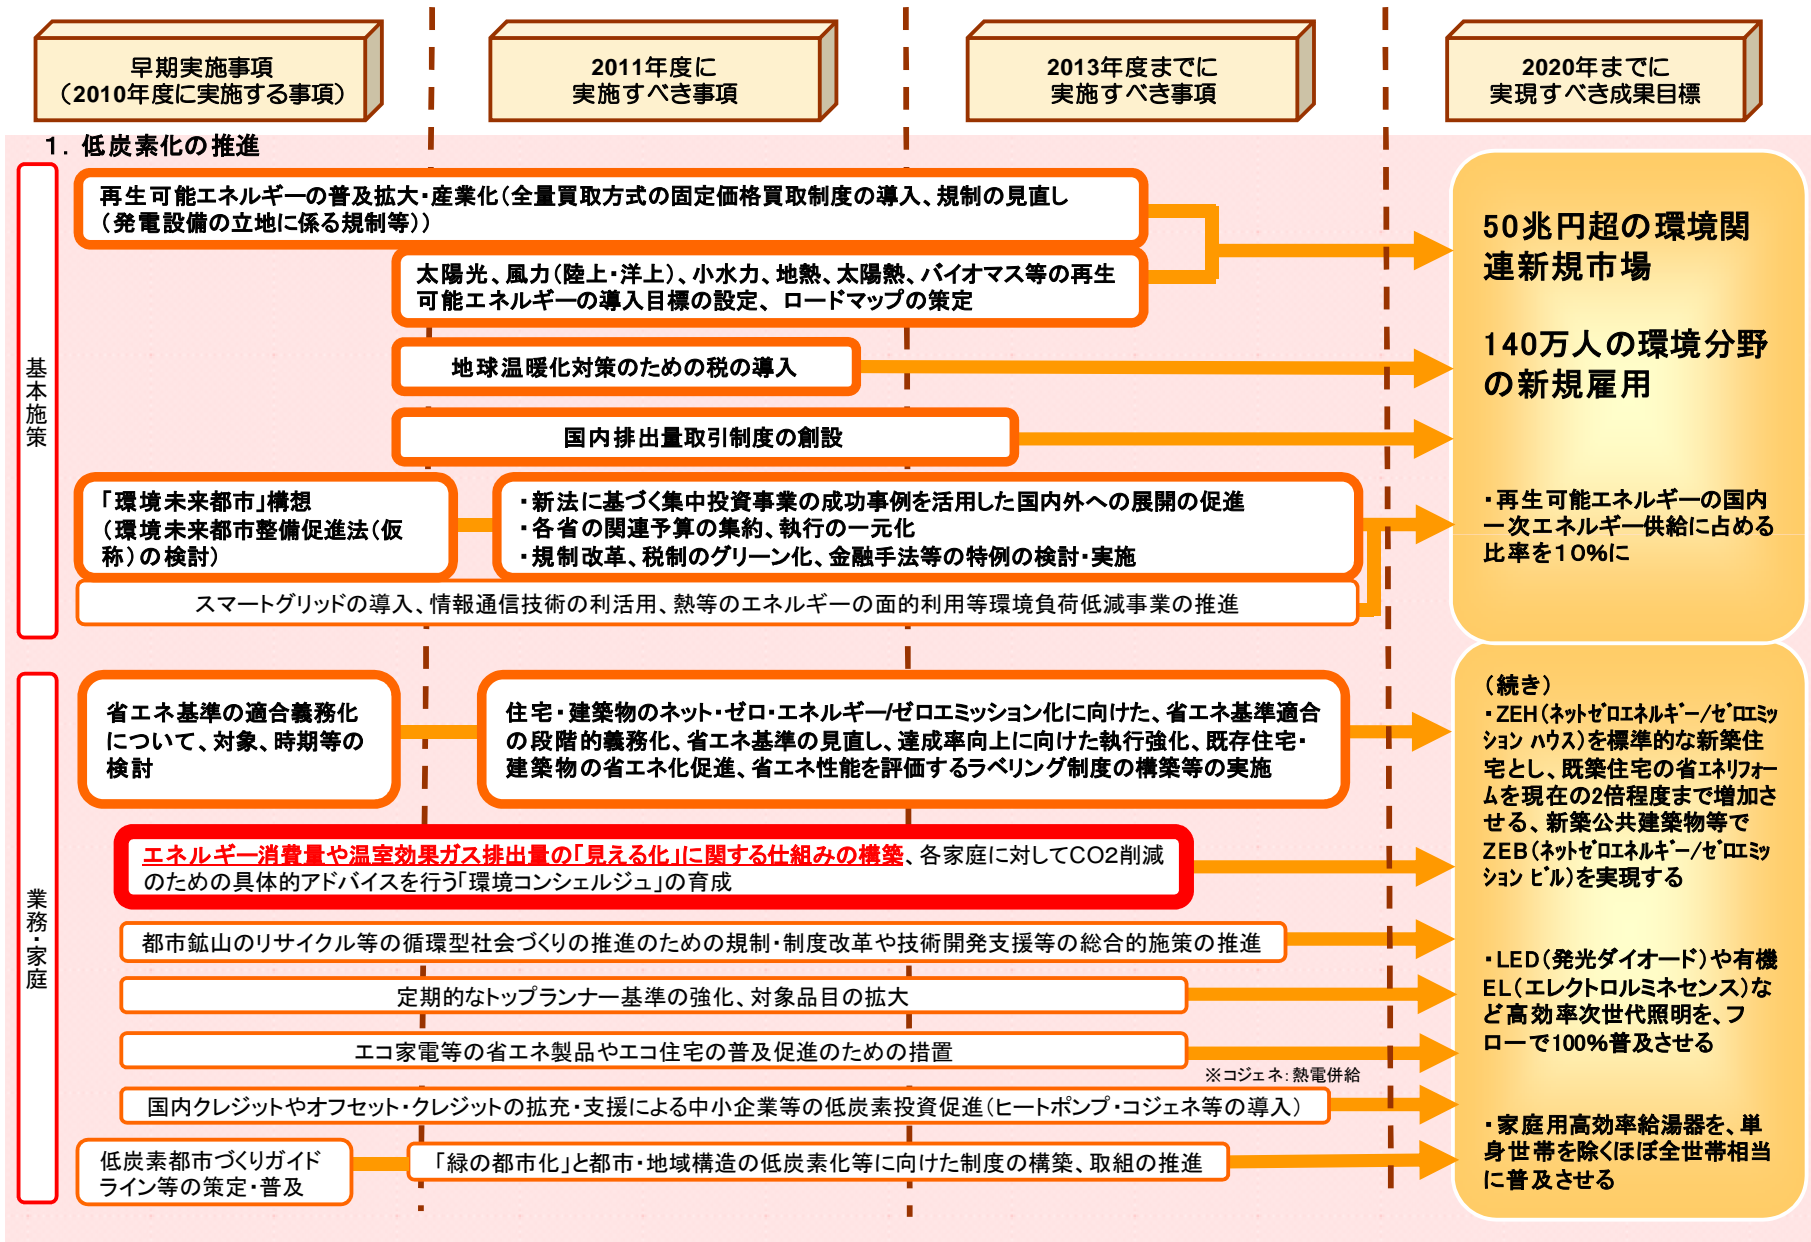 早期実施事項
（2010年度に実施する事項）
2011年度に
実施すべき事項
2013年度までに
実施すべき事項
2020年までに
実現すべき成果目標
１．低炭素化の推進
基本施策
再生可能エネルギーの普及拡大・産業化（全量買取方式の固定価格買取制度の導入、規制の見直し
（発電設備の立地に係る規制等））
太陽光、風力（陸上・洋上）、小水力、地熱、太陽熱、バイオマス等の再生
可能エネルギーの導入目標の設定、ロードマップの策定
地球温暖化対策のための税の導入
国内排出量取引制度の創設
「環境未来都市」構想
（環境未来都市整備促進法（仮
称）の検討）
・新法に基づく集中投資事業の成功事例を活用した国内外への展開の促進
・各省の関連予算の集約、執行の一元化
・規制改革、税制のグリーン化、金融手法等の特例の検討・実施
スマートグリッドの導入、情報通信技術の利活用、熱等のエネルギーの面的利用等環境負荷低減事業の推進
50兆円超の環境関
連新規市場
140万人の環境分野
の新規雇用
・再生可能エネルギーの国内
一次エネルギー供給に占める
比率を１０％に
業務・家庭
省エネ基準の適合義務化
について、対象、時期等の
検討
住宅・建築物のネット・ゼロ・エネルギー/ゼロエミッション化に向けた、省エネ基準適合
の段階的義務化、省エネ基準の見直し、達成率向上に向けた執行強化、既存住宅・
建築物の省エネ化促進、省エネ性能を評価するラベリング制度の構築等の実施
エネルギー消費量や温室効果ガス排出量の「見える化」に関する仕組みの構築、各家庭に対してCO2削減
のための具体的アドバイスを行う「環境コンシェルジュ」の育成
都市鉱山のリサイクル等の循環型社会づくりの推進のための規制・制度改革や技術開発支援等の総合的施策の推進
定期的なトップランナー基準の強化、対象品目の拡大
エコ家電等の省エネ製品やエコ住宅の普及促進のための措置
※コジェネ：熱電併給
国内クレジットやオフセット・クレジットの拡充・支援による中小企業等の低炭素投資促進（ヒートポンプ・コジェネ等の導入）
低炭素都市づくりガイド
ライン等の策定・普及
「緑の都市化」と都市・地域構造の低炭素化等に向けた制度の構築、取組の推進
（続き）
・ZEH（ﾈｯﾄｾﾞﾛｴﾈﾙｷﾞｰ/ｾﾞﾛｴﾐｯ
ｼｮﾝ ﾊｳｽ）を標準的な新築住
宅とし、既築住宅の省ｴﾈﾘﾌｫｰ
ﾑを現在の2倍程度まで増加さ
せる、新築公共建築物等で
ZEB（ﾈｯﾄｾﾞﾛｴﾈﾙｷﾞｰ/ｾﾞﾛｴﾐｯ
ｼｮﾝ ﾋﾞﾙ）を実現する
・LED（発光ダイオード）や有機
EL（エレクトロルミネセンス）な
ど高効率次世代照明を、フ
ローで100%普及させる
・家庭用高効率給湯器を、単
身世帯を除くほぼ全世帯相当
に普及させる